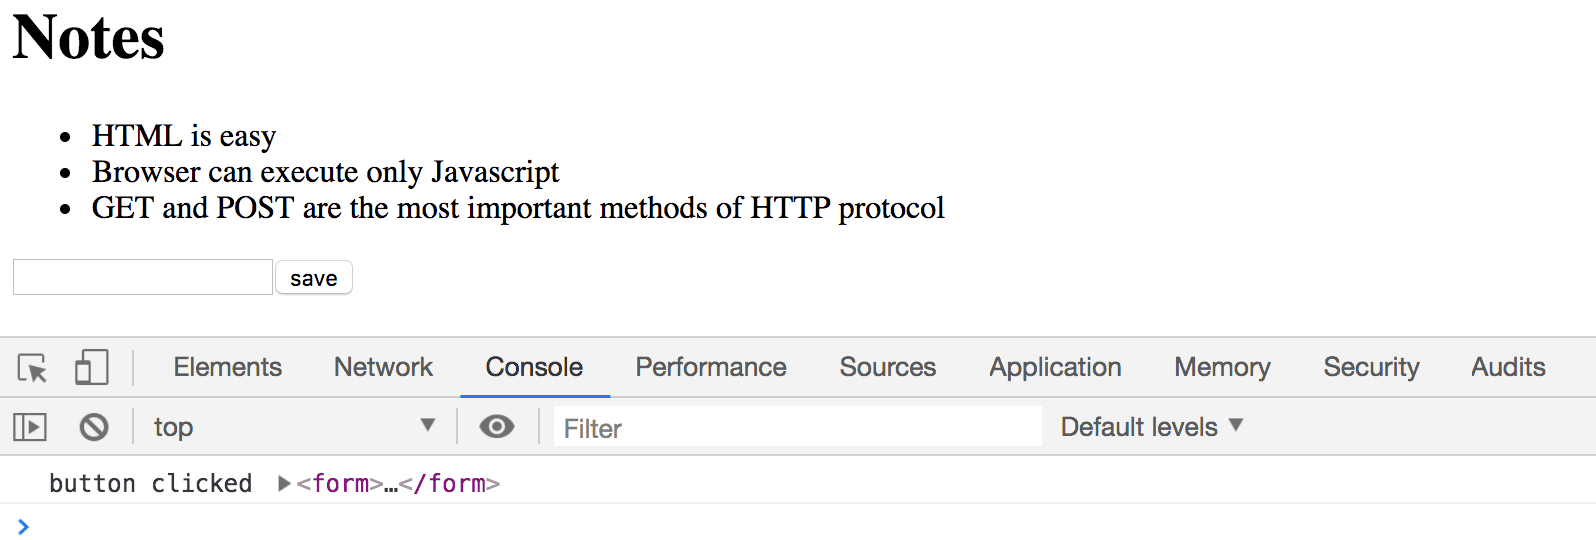 Notes
HTML is easy
Browser can execute only Javascript
GET and POST are the most important methods of HTTP protocol
save
Elements Network Console Performance Sources Application Memory Security Audits
top Filter Default levels
button clicked <form>…</form>